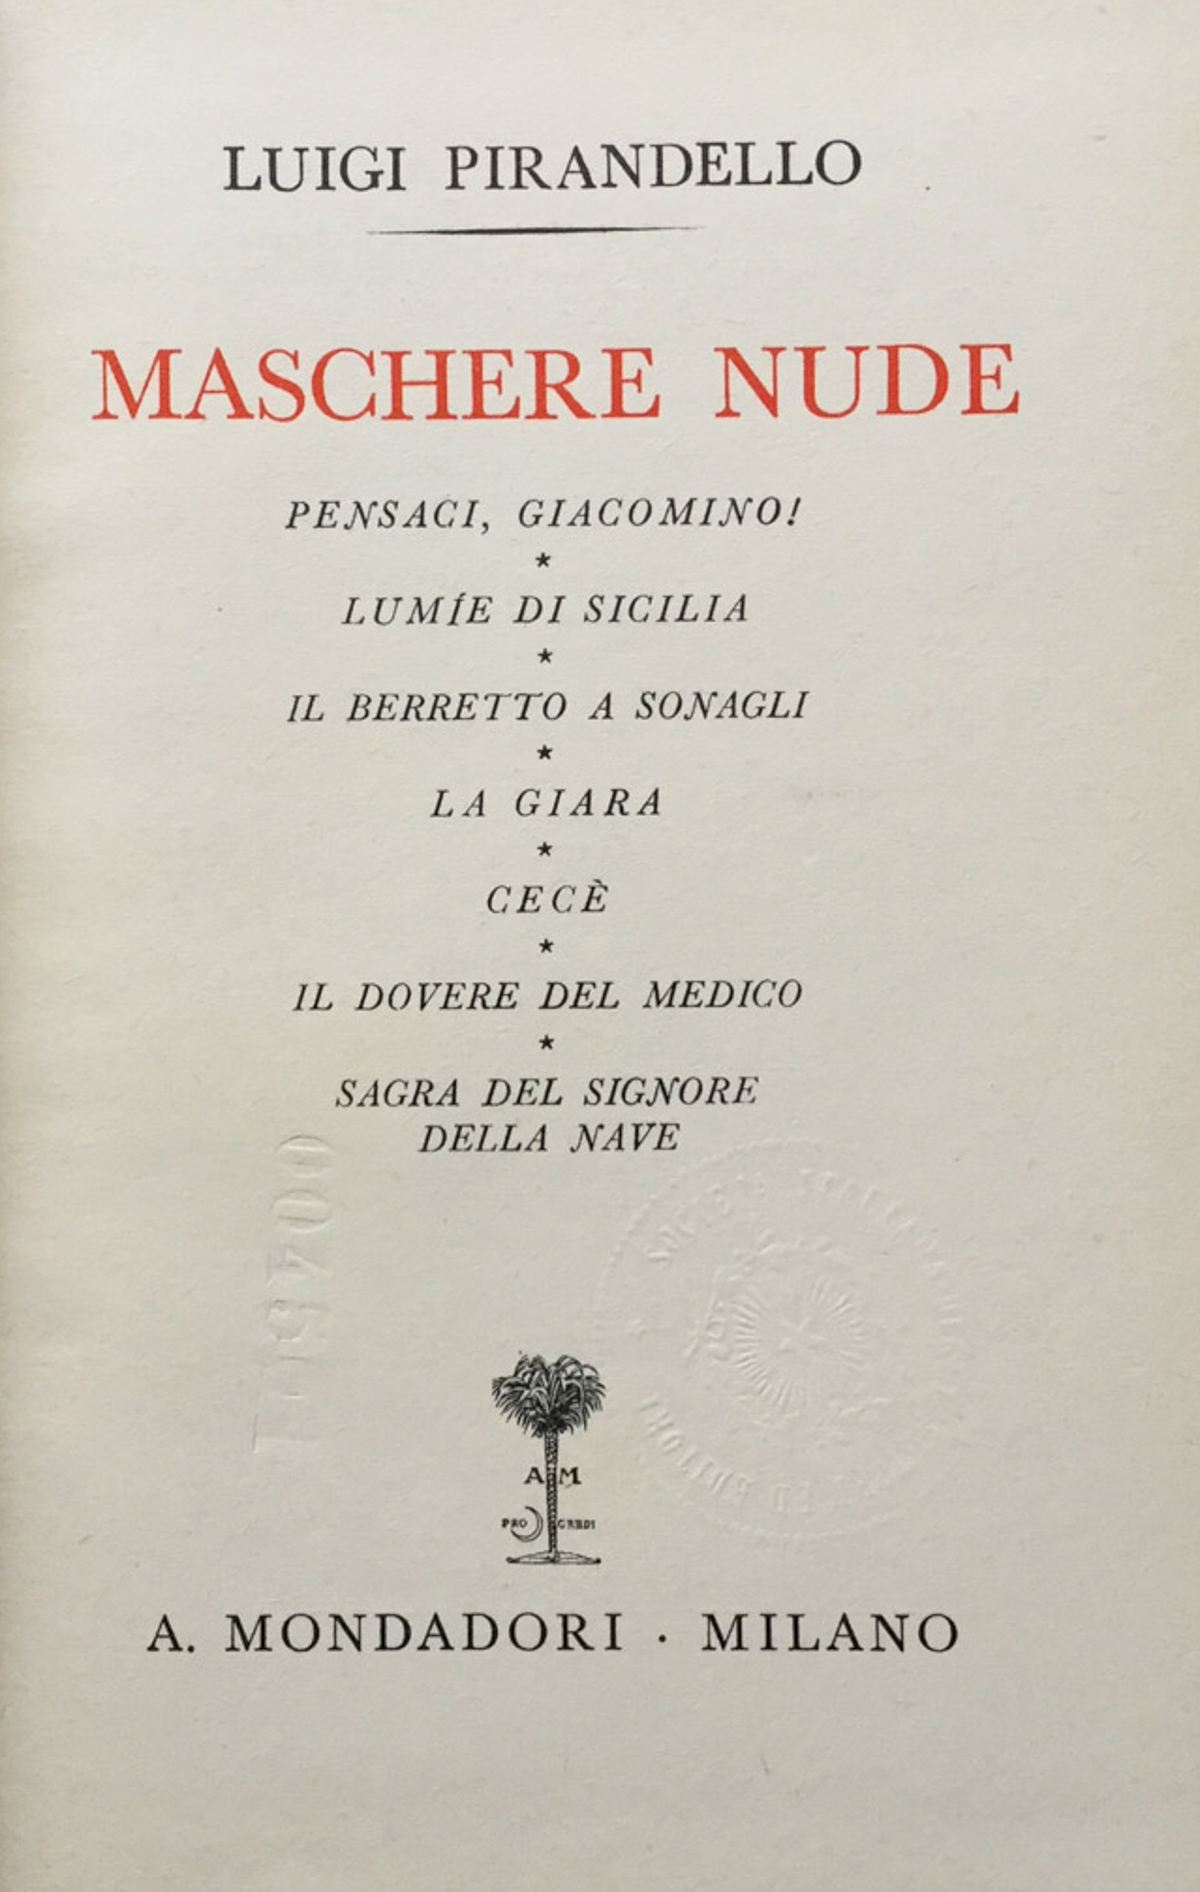 LUIGI PIRANDELLO
MASCHERE NUDE
PENSACI, GIACOMINO!
*
LUMÍE DI SICILIA
*
IL BERRETTO A SONAGLI
*
LA GIARA
*
CECÈ
*
IL DOVERE DEL MEDICO
*
SAGRA DEL SIGNORE
DELLA NAVE
A M
A. MONDADORI · MILANO